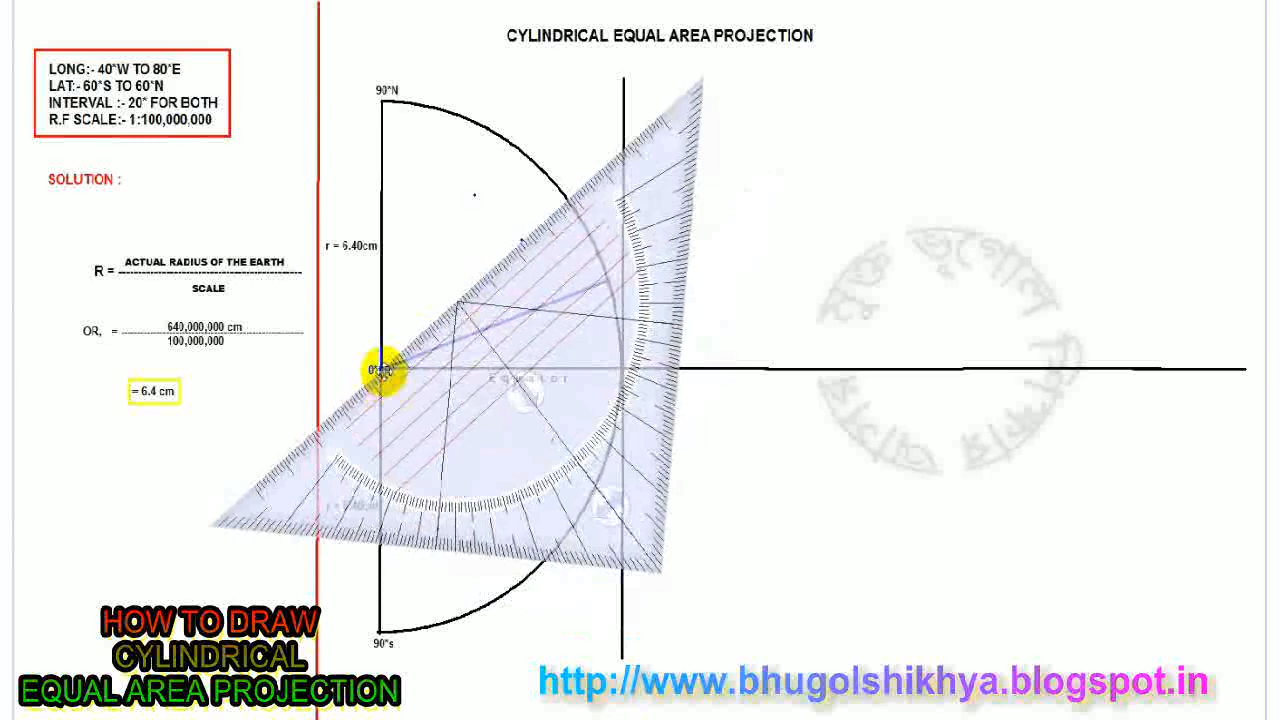 CYLINDRICAL EQUAL AREA PROJECTION
LONG:- 40°W TO 80°E
LAT:- 60°S TO 60°N
INTERVAL :- 20° FOR BOTH
R.F SCALE:- 1:100,000,000
SOLUTION :
R = ACTUAL RADIUS OF THE EARTH
SCALE
OR, = 640,000,000 cm
100,000,000
= 6.4 cm
90°N
r = 6.40cm
Equator
90°s
HOW TO DRAW
CYLINDRICAL
EQUAL AREA PROJECTION
http://www.bhugolshikhya.blogspot.in